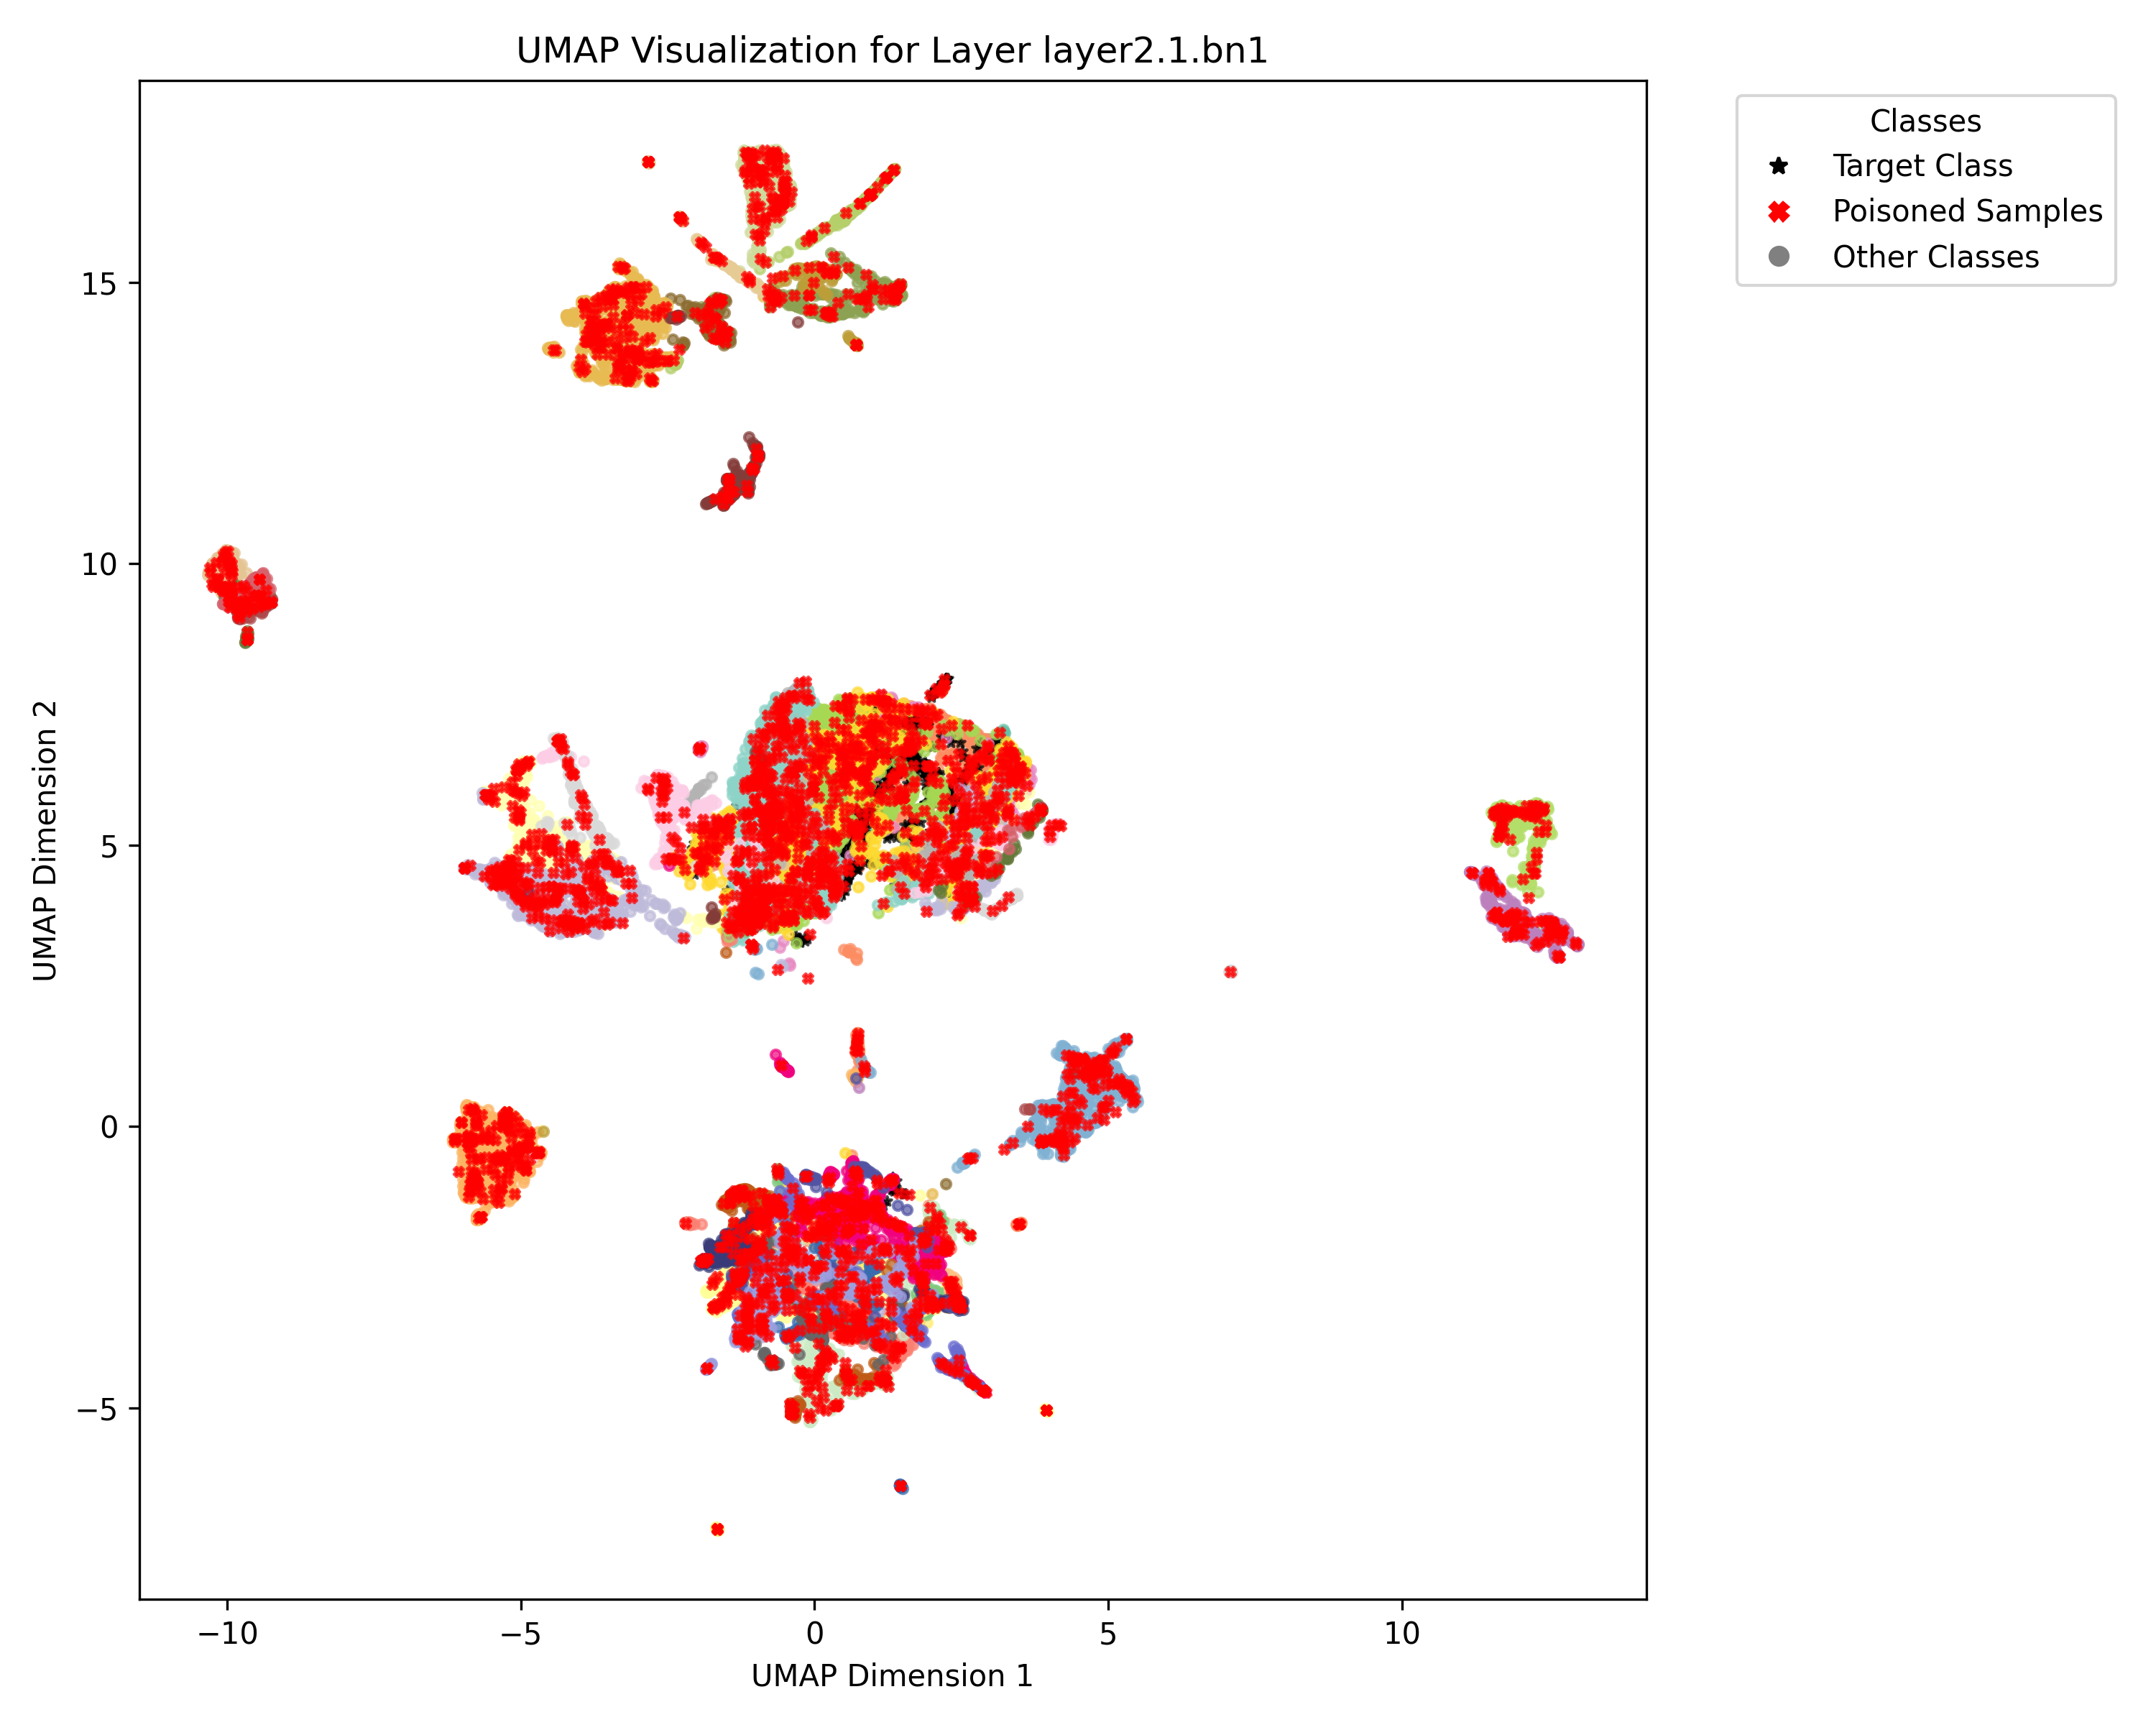 UMAP Visualization for Layer layer2.1.bn1
Classes
Target Class
Poisoned Samples
Other Classes
UMAP Dimension 2
15
10
5
0
−5
−10
−5
0
5
10
UMAP Dimension 1